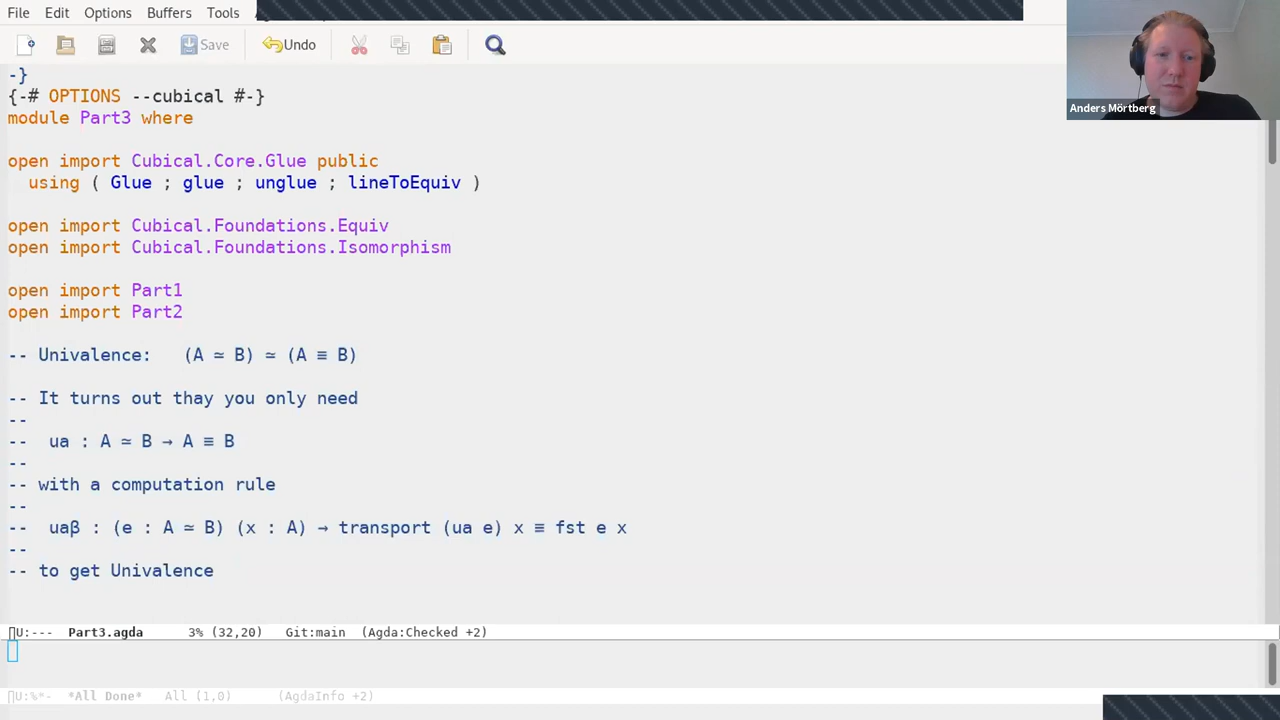 File Edit Options Buffers Tools
Save Undo
Anders Mörtberg
-}
{-# OPTIONS --cubical #-}
module Part3 where
open import Cubical.Core.Glue public
using ( Glue ; glue ; unglue ; lineToEquiv )
open import Cubical.Foundations.Equiv
open import Cubical.Foundations.Isomorphism
open import Part1
open import Part2
-- Univalence: (A ≃ B) ≃ (A ≡ B)
-- It turns out thay you only need
--
-- ua : A ≃ B → A ≡ B
--
-- with a computation rule
--
-- uaβ : (e : A ≃ B) (x : A) → transport (ua e) x ≡ fst e x
--
-- to get Univalence
U:--- Part3.agda 3% (32,20) Git:main (Agda:Checked +2)
U:%*- *All Done* All (1,0) (AgdaInfo +2)